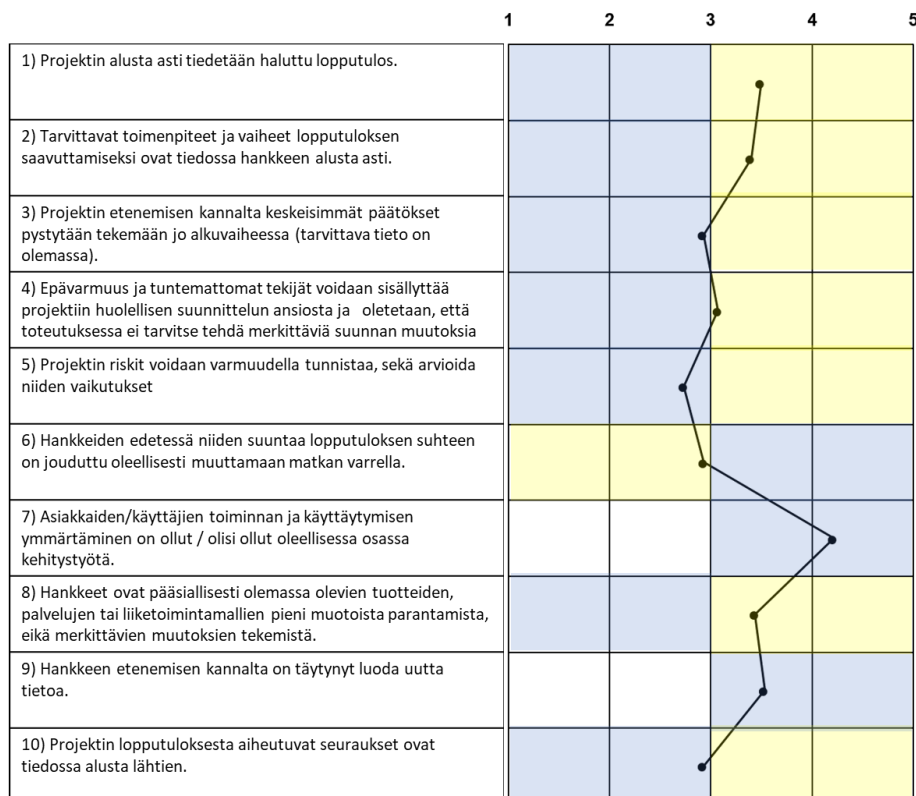 1 2 3 4 5
1) Projektin alusta asti tiedetään haluttu lopputulos.
2) Tarvittavat toimenpiteet ja vaiheet lopputuloksen
saavuttamiseksi ovat tiedossa hankkeen alusta asti.
3) Projektin etenemisen kannalta keskeisimmät päätökset
pystytään tekemään jo alkuvaiheessa (tarvittava tieto on
olemassa).
4) Epävarmuus ja tuntemattomat tekijät voidaan sisällyttää
projektiin huolellisen suunnittelun ansiosta ja oletetaan, että
toteutuksessa ei tarvitse tehdä merkittäviä suunnan muutoksia
5) Projektin riskit voidaan varmuudella tunnistaa, sekä arvioida
niiden vaikutukset
6) Hankkeiden edetessä niiden suuntaa lopputuloksen suhteen
on jouduttu oleellisesti muuttamaan matkan varrella.
7) Asiakkaiden/käyttäjien toiminnan ja käyttäytymisen
ymmärtäminen on ollut / olisi ollut oleellisessa osassa
kehitystyötä.
8) Hankkeet ovat pääsiallisesti olemassa olevien tuotteiden,
palvelujen tai liiketoimintamallien pieni muotoista parantamista,
eikä merkittävien muutoksien tekemistä.
9) Hankkeen etenemisen kannalta on täytynyt luoda uutta
tietoa.
10) Projektin lopputuloksesta aiheutuvat seuraukset ovat
tiedossa alusta lähtien.